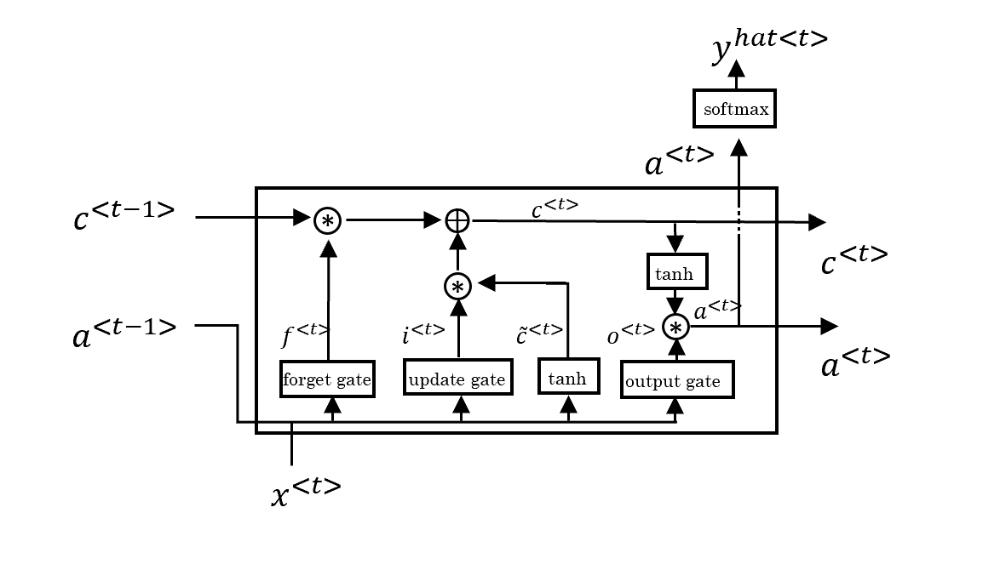 y^hat<t>
softmax
a^<t>
c^<t−1>
c^<t>
c^<t>
tanh
a^<t−1>
f^<t>
i^<t>
c̃^<t>
o^<t>
a^<t>
a^<t>
forget gate
update gate
tanh
output gate
x^<t>